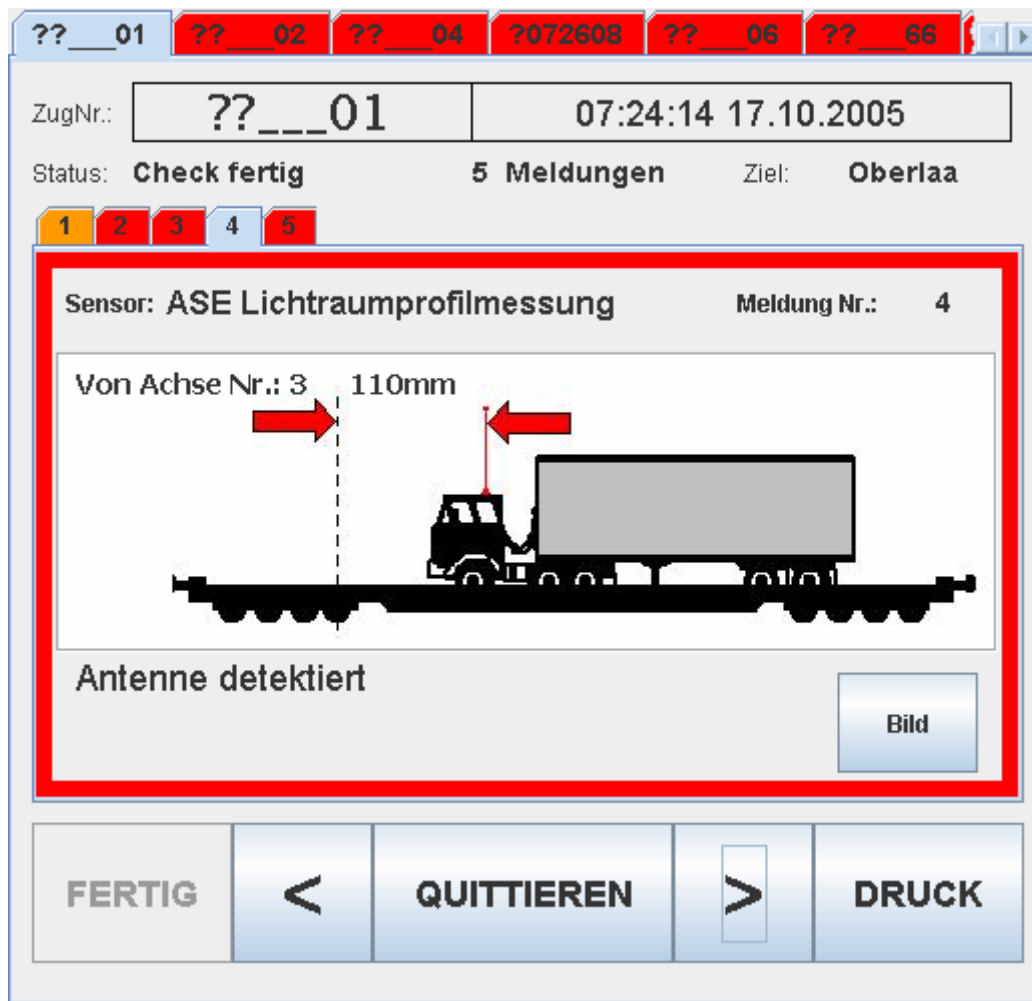 ??___01 ??___02 ??___04 ?072608 ??___06 ??___66
ZugNr.: ??___01 07:24:14 17.10.2005
Status: Check fertig 5 Meldungen Ziel: Oberlaa
1 2 3 4 5
Sensor: ASE Lichtraumprofilmessung Meldung Nr.: 4
Von Achse Nr.: 3 110mm
Antenne detektiert
Bild
FERTIG < QUITTIEREN > DRUCK